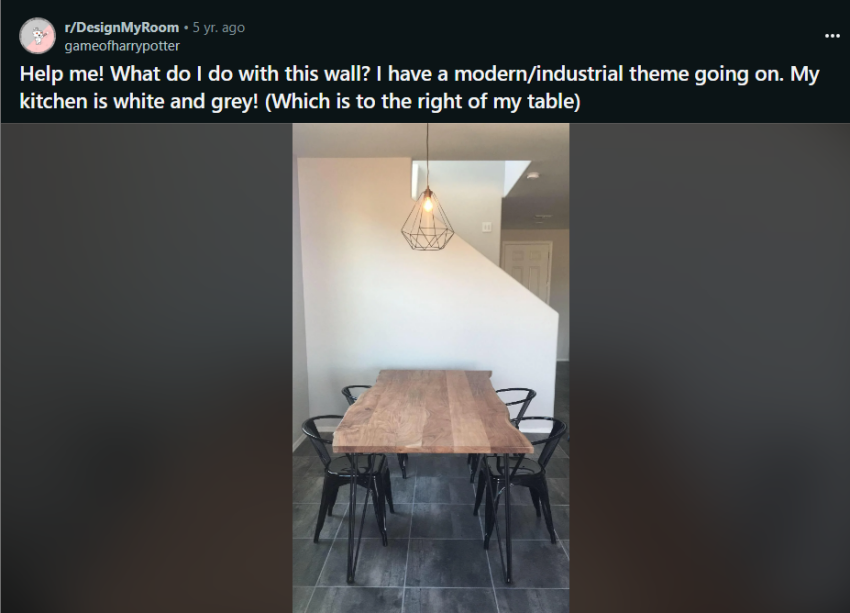 r/DesignMyRoom • 5 yr. ago
gameofharrypotter
Help me! What do I do with this wall? I have a modern/industrial theme going on. My
kitchen is white and grey! (Which is to the right of my table)